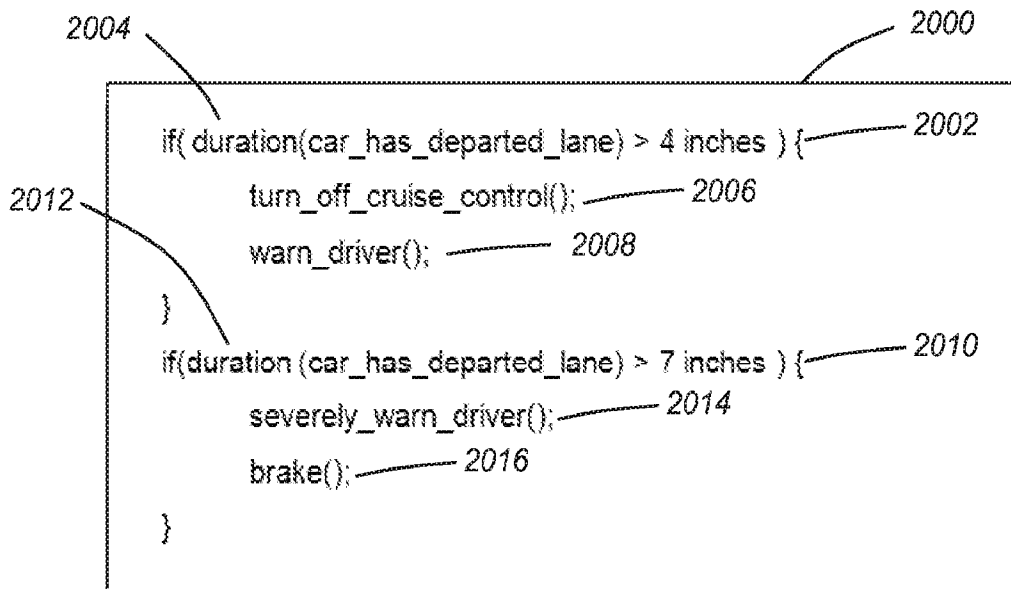 2004
2000
if( duration(car_has_departed_lane) > 4 inches ) {
2002
turn_off_cruise_control();
2006
2012
warn_driver();
2008
}
if(duration (car_has_departed_lane) > 7 inches ) {
2010
severely_warn_driver();
2014
brake();
2016
}